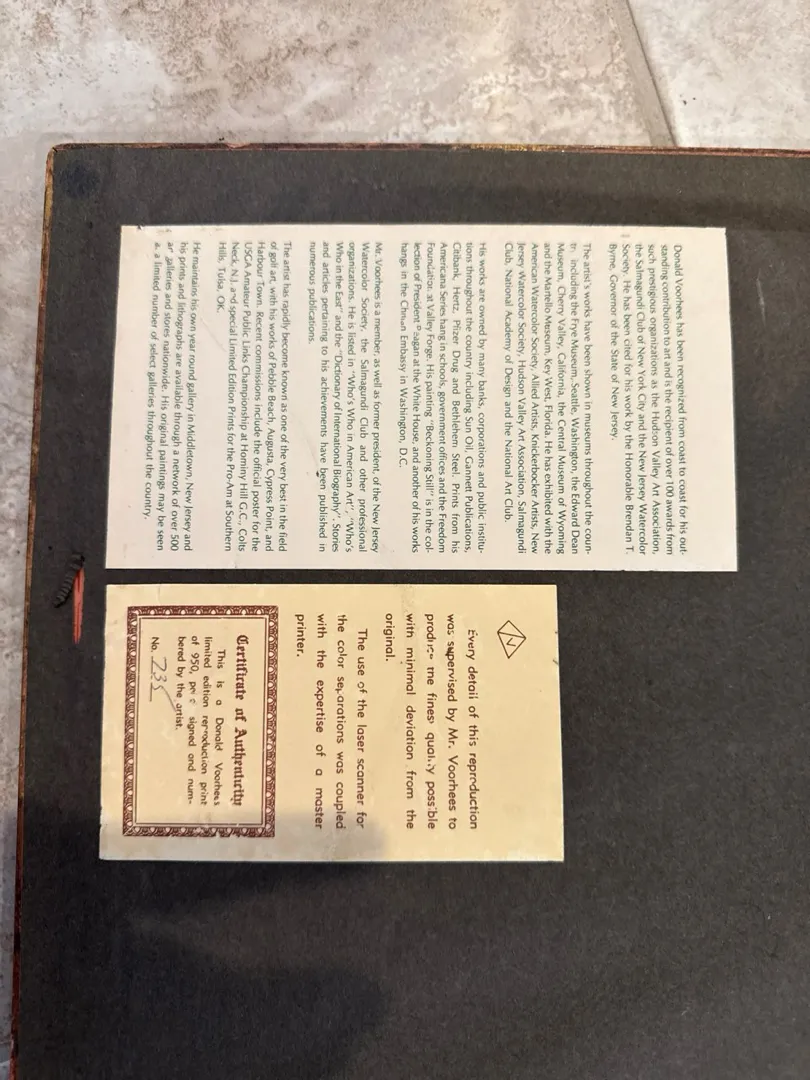 Donald Voorhees has been recognized from coast to coast for his out-
standing contribution to art and is the recipient of over 100 awards from
such prestigious organizations as the Hudson Valley Art Association,
the Salmagundi Club of New York City and the New Jersey Watercolor
Society. He has been cited for his work by the Honorable Brendan T.
Byrne, Governor of the State of New Jersey.
The artist's works have been shown in museums throughout the coun-
including the Frye Museum, Seattle, Washington, the Edward Dean
Museum, Cherry Valley, California, the Central Museum of Wyoming
and the Martello Museum, Key West, Florida. He has exhibited with the
American Watercolor Society, Allied Artists, Knickerbocker Artists, New
Jersey Watercolor Society, Hudson Valley Art Association, Salmagundi
Club, National Academy of Design and the National Art Club.
His works are owned by many banks, corporations and public institu-
tions throughout the country including Sun Oil, Gannett Publications,
Citibank, Hertz, Pfizer Drug and Bethlehem Steel. Prints from his
Americana Series hang in schools, government offices and the Freedom
Foundation at Valley Forge. His painting "Beckoning Still" is in the col-
lection of President Reagan at the White House, and another of his works
hangs in the Chinese Embassy in Washington, D.C.
Mr. Voorhees is a member, as well as former president, of the New Jersey
Watercolor Society, the Salmagundi Club and other professional
organizations. He is listed in "Who's Who in American Art", "Who's
Who in the East" and the "Dictionary of International Biography". Stories
and articles pertaining to his achievements have been published in
numerous publications.
The artist has rapidly become known as one of the very best in the field
of golf art, with his works of Pebble Beach, Augusta, Cypress Point, and
Harbour Town. Recent commissions include the official poster for the
USGA Amateur Public Links Championship at Hominy Hill G.C., Colts
Neck, N.J. and special Limited Edition Prints for the Pro-Am at Southern
Hills, Tulsa, OK.
He maintains his own year round gallery in Middletown, New Jersey and
his prints and lithographs are available through a network of over 500
art galleries and stores nationwide. His original paintings may be seen
at a limited number of select galleries throughout the country.
Every detail of this reproduction
was supervised by Mr. Voorhees to
produce the finest quality possible
with minimal deviation from the
original.
The use of the laser scanner for
the color separations was coupled
with the expertise of a master
printer.
Certificate of Authenticity
This is a Donald Voorhees
limited edition reproduction print
of 950, signed and num-
bered by the artist.
No. 235